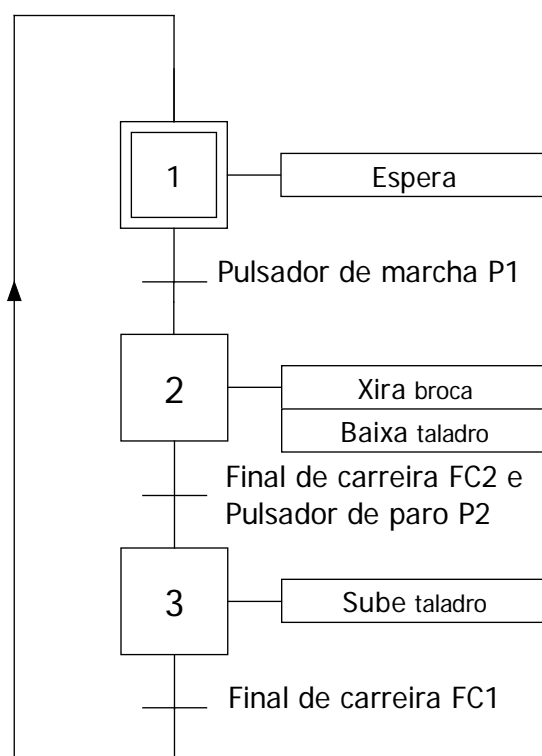 1
Espera
Pulsador de marcha P1
2
Xira broca
Baixa taladro
Final de carreira FC2 e
Pulsador de paro P2
3
Sube taladro
Final de carreira FC1